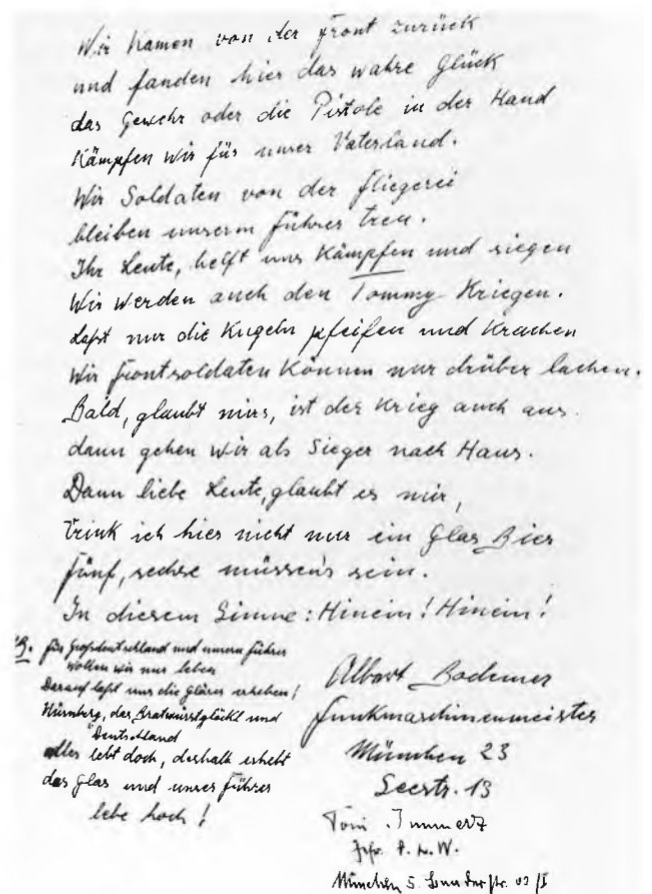 Wir kamen von der Front zurück
und fanden hier das wahre Glück
das Gewehr oder die Pistole in der Hand
Kämpfen wir für unser Vaterland.
Wir Soldaten von der Fliegerei
bleiben unserm Führer treu.
Ihr Leute, helft uns Kämpfen und siegen
Wir werden auch den Tommy Kriegen.
Laßt nur die Kugeln pfeifen und Krachen
Wir Frontsoldaten Können nur drüber lachen.
Bald, glaubt mirs, ist der Krieg auch aus.
dann gehen wir als Sieger nach Haus.
Dann liebe Leute, glaubt es mir,
trink ich hier nicht nur ein Glas Bier
fünf, sechse müssen's sein.
In diesem Sinne: Hinein! Hinein!
Für Großdeutschland und unsern Führer
wollen wir nur leben
Darauf laßt uns die Gläser erheben!
Nürnberg, das Bratwurstglöckl und
Deutschland
alles lebt doch, deshalb erhebt
das Glas und unser Führer
lebe hoch!
Albert Bodemer
Funkmaschinenmeister
München 23
Seestr. 13
Toni Immerz
München 5.